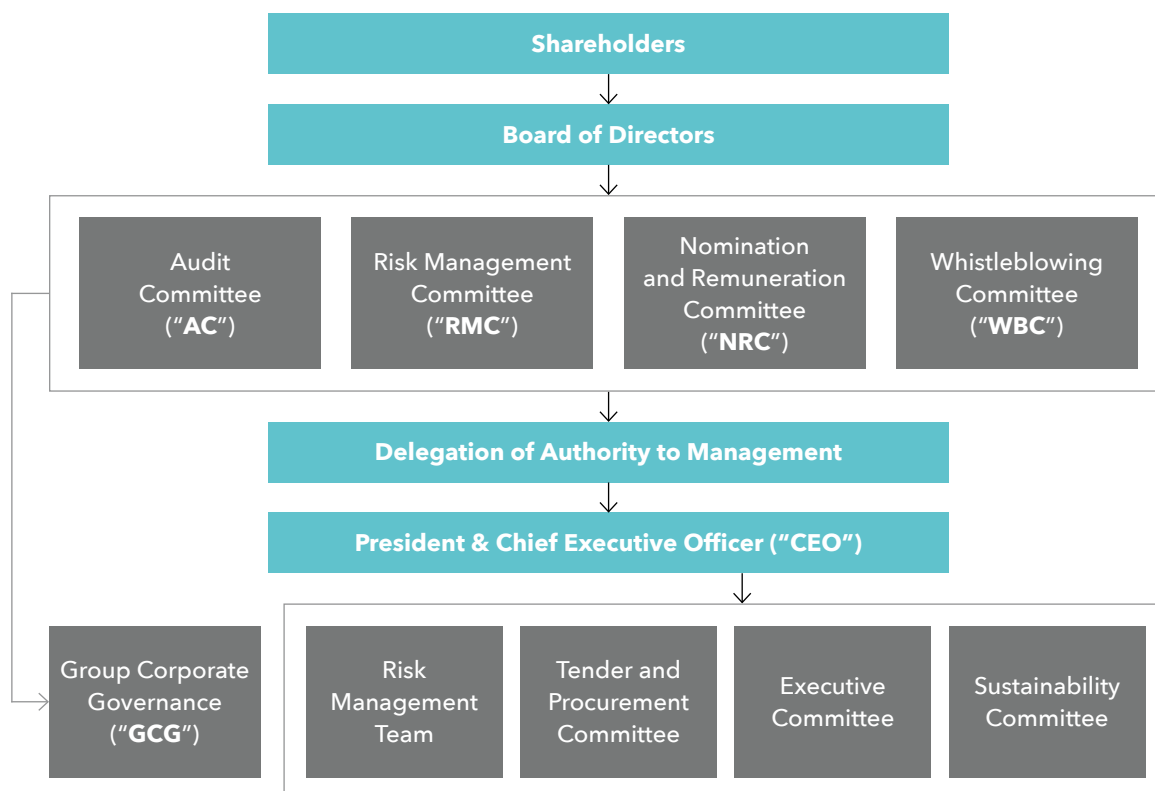 Shareholders
Board of Directors
Audit
Committee
(“AC”)
Risk Management
Committee
(“RMC”)
Nomination
and Remuneration
Committee
(“NRC”)
Whistleblowing
Committee
(“WBC”)
Delegation of Authority to Management
President & Chief Executive Officer (“CEO”)
Group Corporate
Governance
(“GCG”)
Risk
Management
Team
Tender and
Procurement
Committee
Executive
Committee
Sustainability
Committee